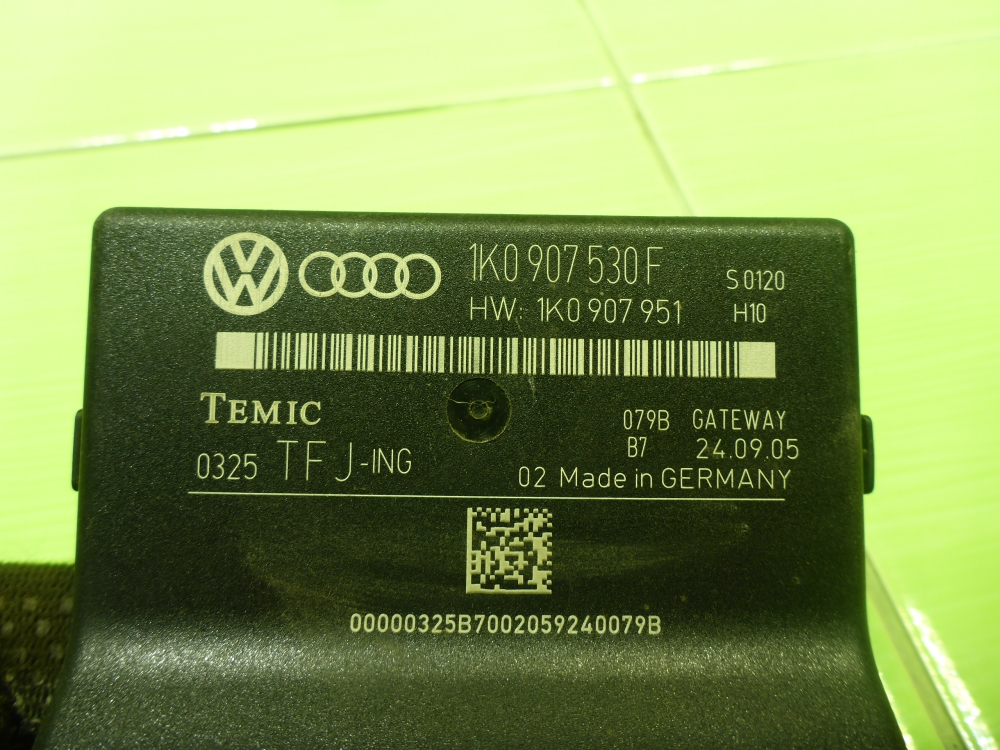 1K0 907 530 F
S 0120
HW: 1K0 907 951
H10
TEMIC
079B GATEWAY
B7 24.09.05
0325 TF J-ING
02 Made in GERMANY
00000325B7002059240079B